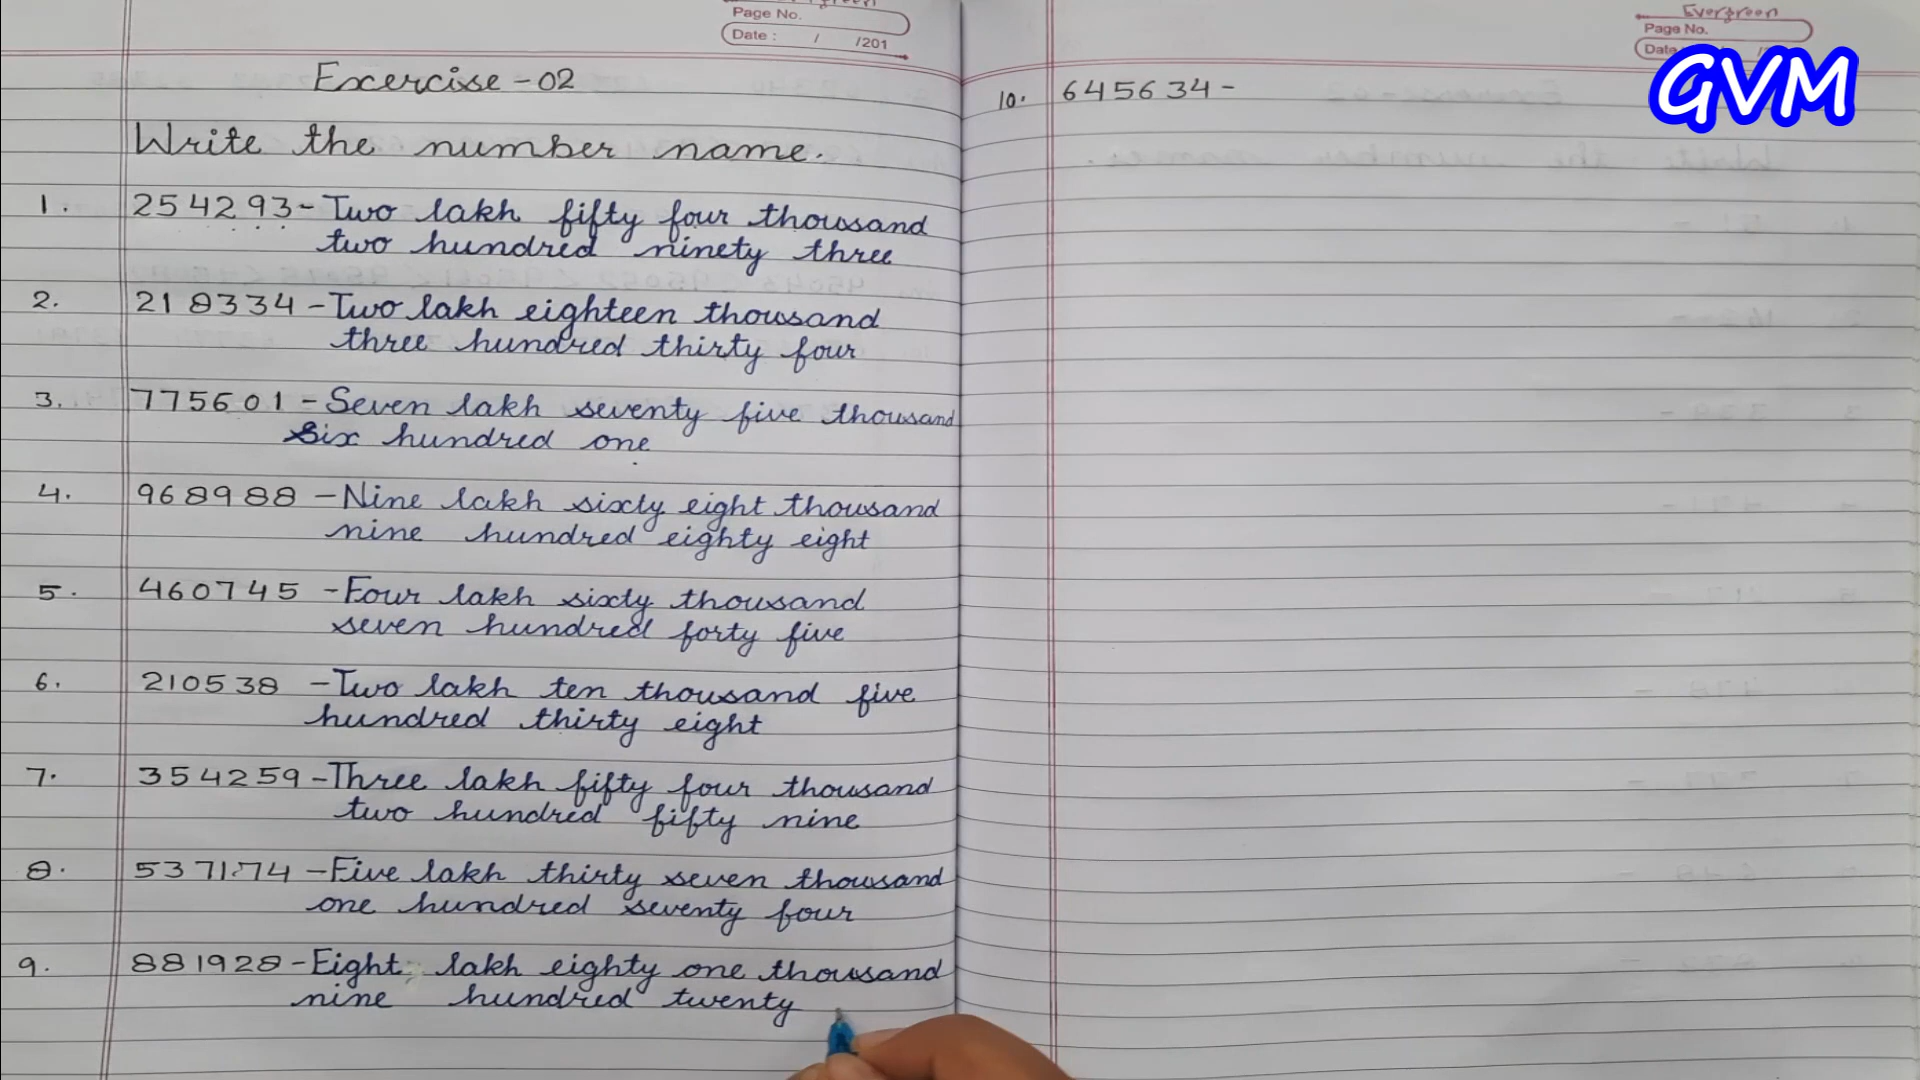 Page No.
Date : / /201
Excercise - 02
Write the number name.
1. 254293 - Two lakh fifty four thousand
two hundred ninety three
2. 218334 - Two lakh eighteen thousand
three hundred thirty four
3. 775601 - Seven lakh seventy five thousand
six hundred one
4. 968988 - Nine lakh sixty eight thousand
nine hundred eighty eight
5. 460745 - Four lakh sixty thousand
seven hundred forty five
6. 210538 - Two lakh ten thousand five
hundred thirty eight
7. 354259 - Three lakh fifty four thousand
two hundred fifty nine
8. 537174 - Five lakh thirty seven thousand
one hundred seventy four
9. 881928 - Eight lakh eighty one thousand
nine hundred twenty
Evergreen
Page No.
Date
GVM
10. 645634 -